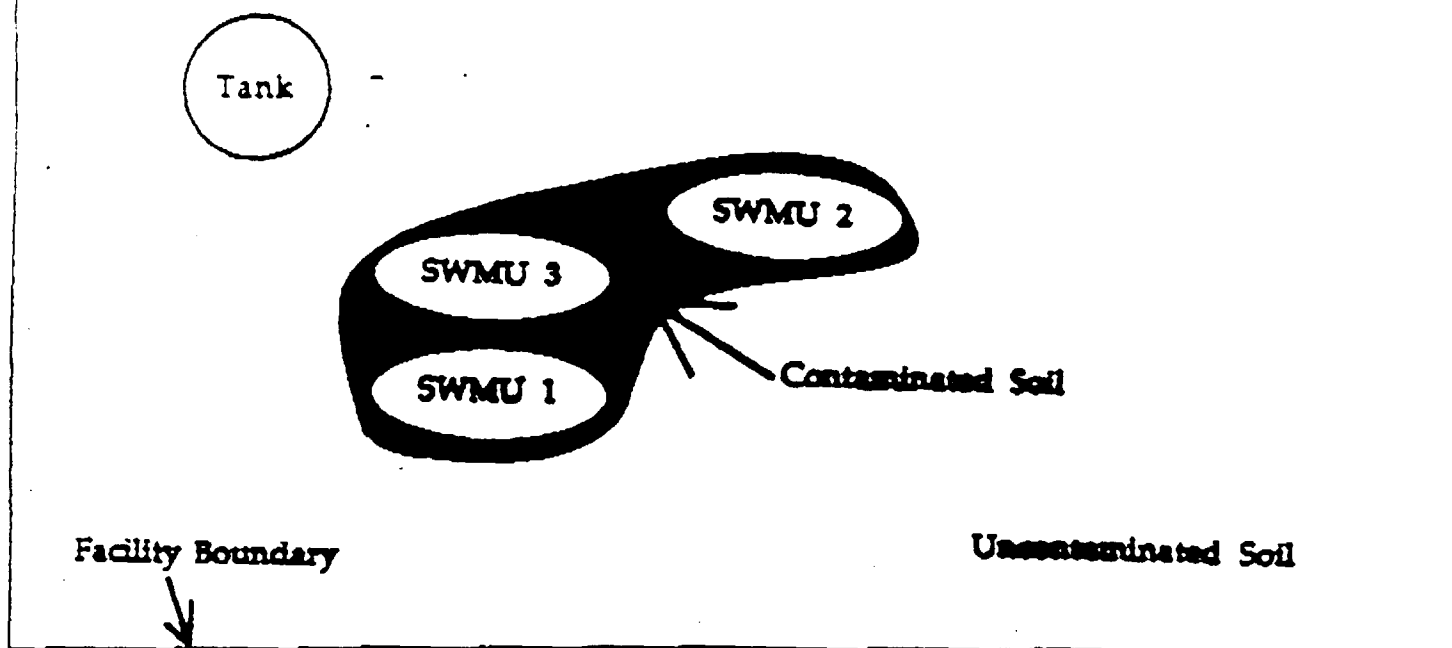 Tank
SWMU 2
SWMU 3
SWMU 1
Contaminated Soil
Facility Boundary
Uncontaminated Soil